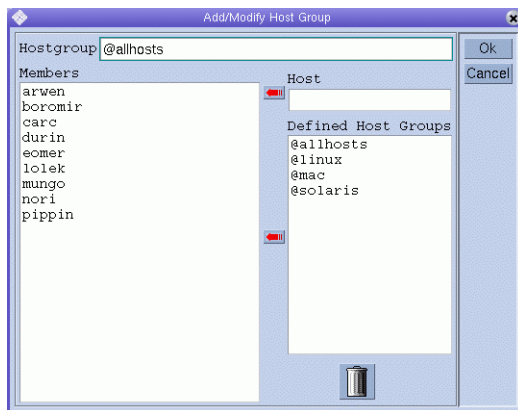 Add/Modify Host Group
Hostgroup @allhosts
Ok
Cancel
Members
arwen
boromir
carc
durin
eomer
lolek
mungo
nori
pippin
Host
Defined Host Groups
@allhosts
@linux
@mac
@solaris